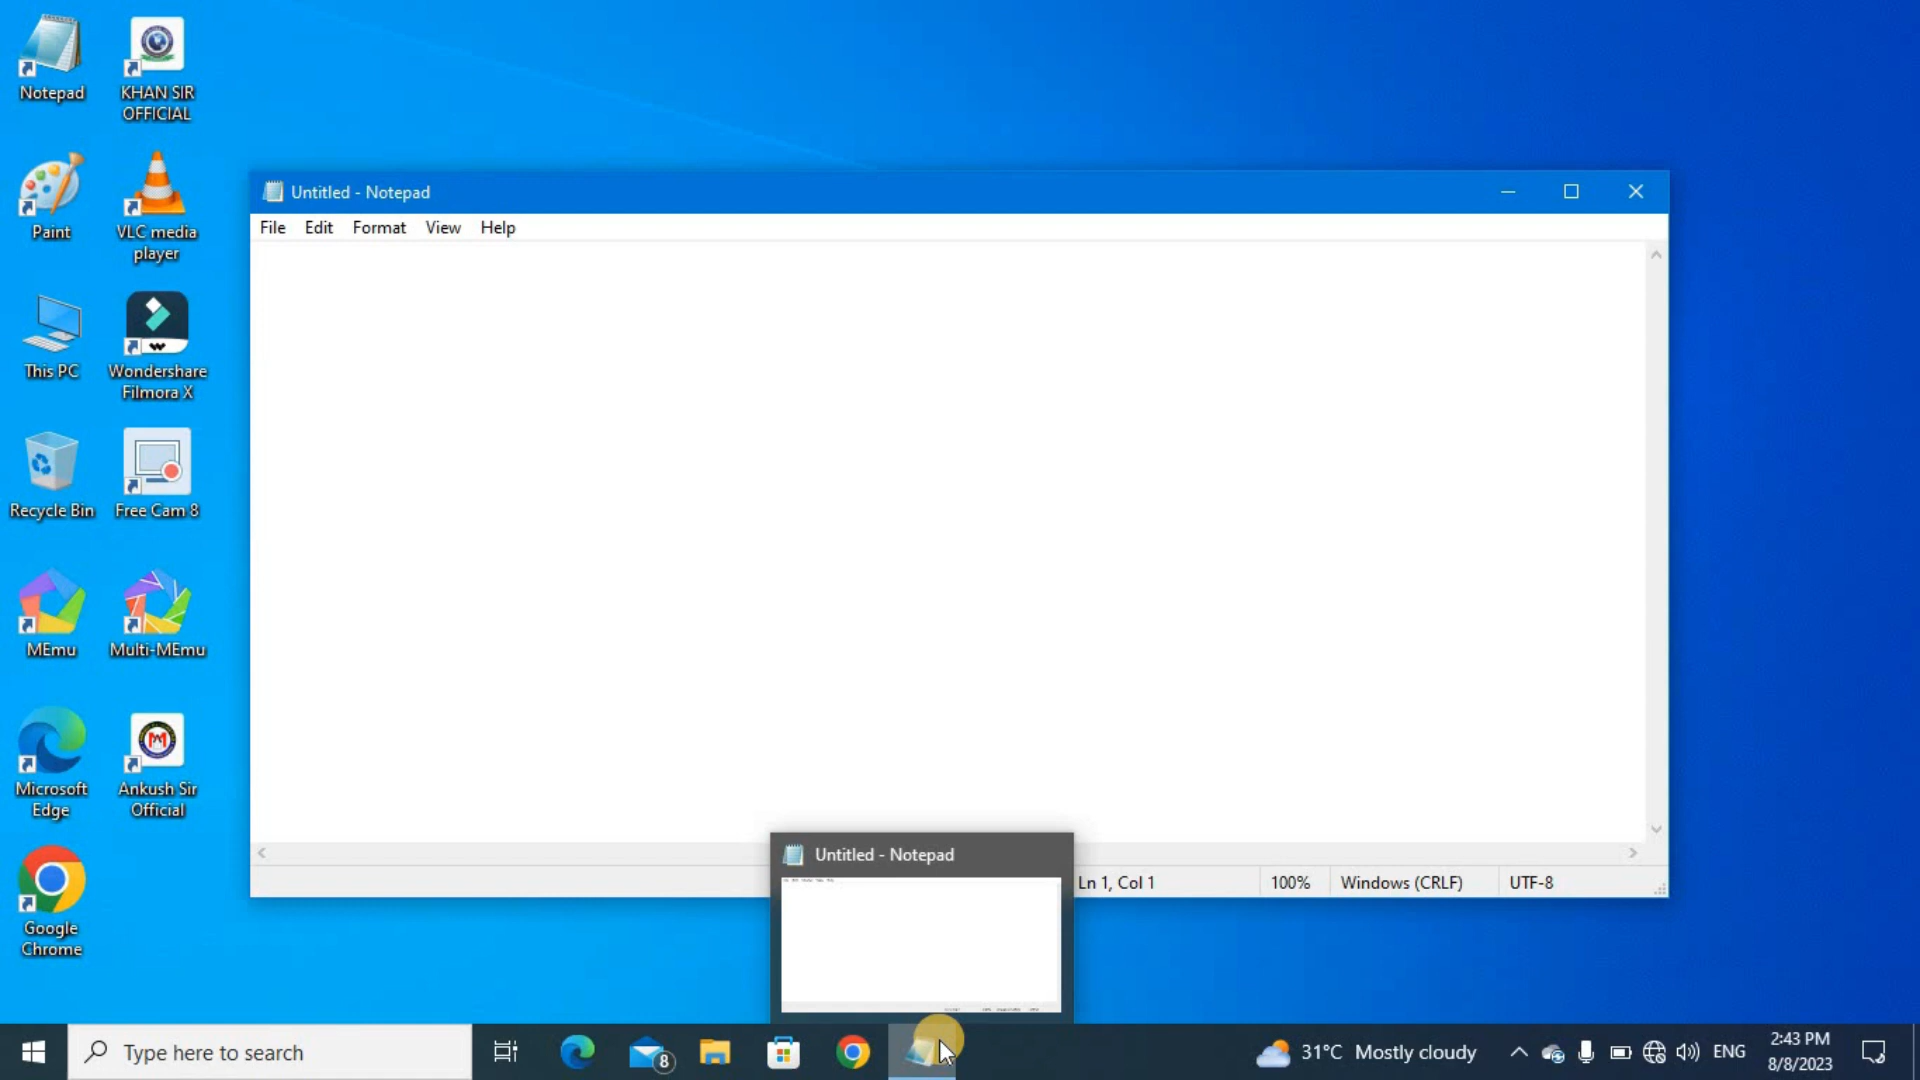 Notepad
KHAN SIR
OFFICIAL
Paint
VLC media
player
This PC
Wondershare
Filmora X
Recycle Bin
Free Cam 8
MEmu
Multi-MEmu
Microsoft
Edge
Ankush Sir
Official
Google
Chrome
Untitled - Notepad
File Edit Format View Help
Untitled - Notepad
Ln 1, Col 1 100% Windows (CRLF) UTF-8
Type here to search
8
31°C Mostly cloudy
ENG
2:43 PM
8/8/2023